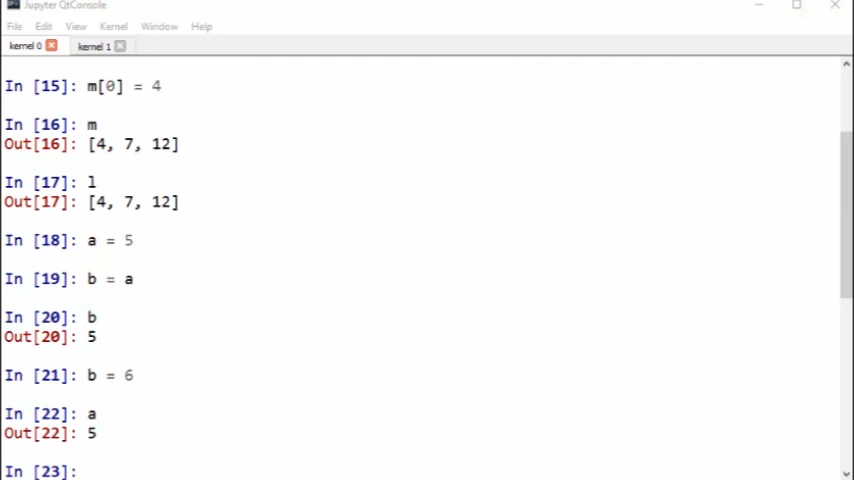 Jupyter QtConsole
File Edit View Kernel Window Help
kernel 0 kernel 1
In [15]: m[0] = 4
In [16]: m
Out[16]: [4, 7, 12]
In [17]: l
Out[17]: [4, 7, 12]
In [18]: a = 5
In [19]: b = a
In [20]: b
Out[20]: 5
In [21]: b = 6
In [22]: a
Out[22]: 5
In [23]: